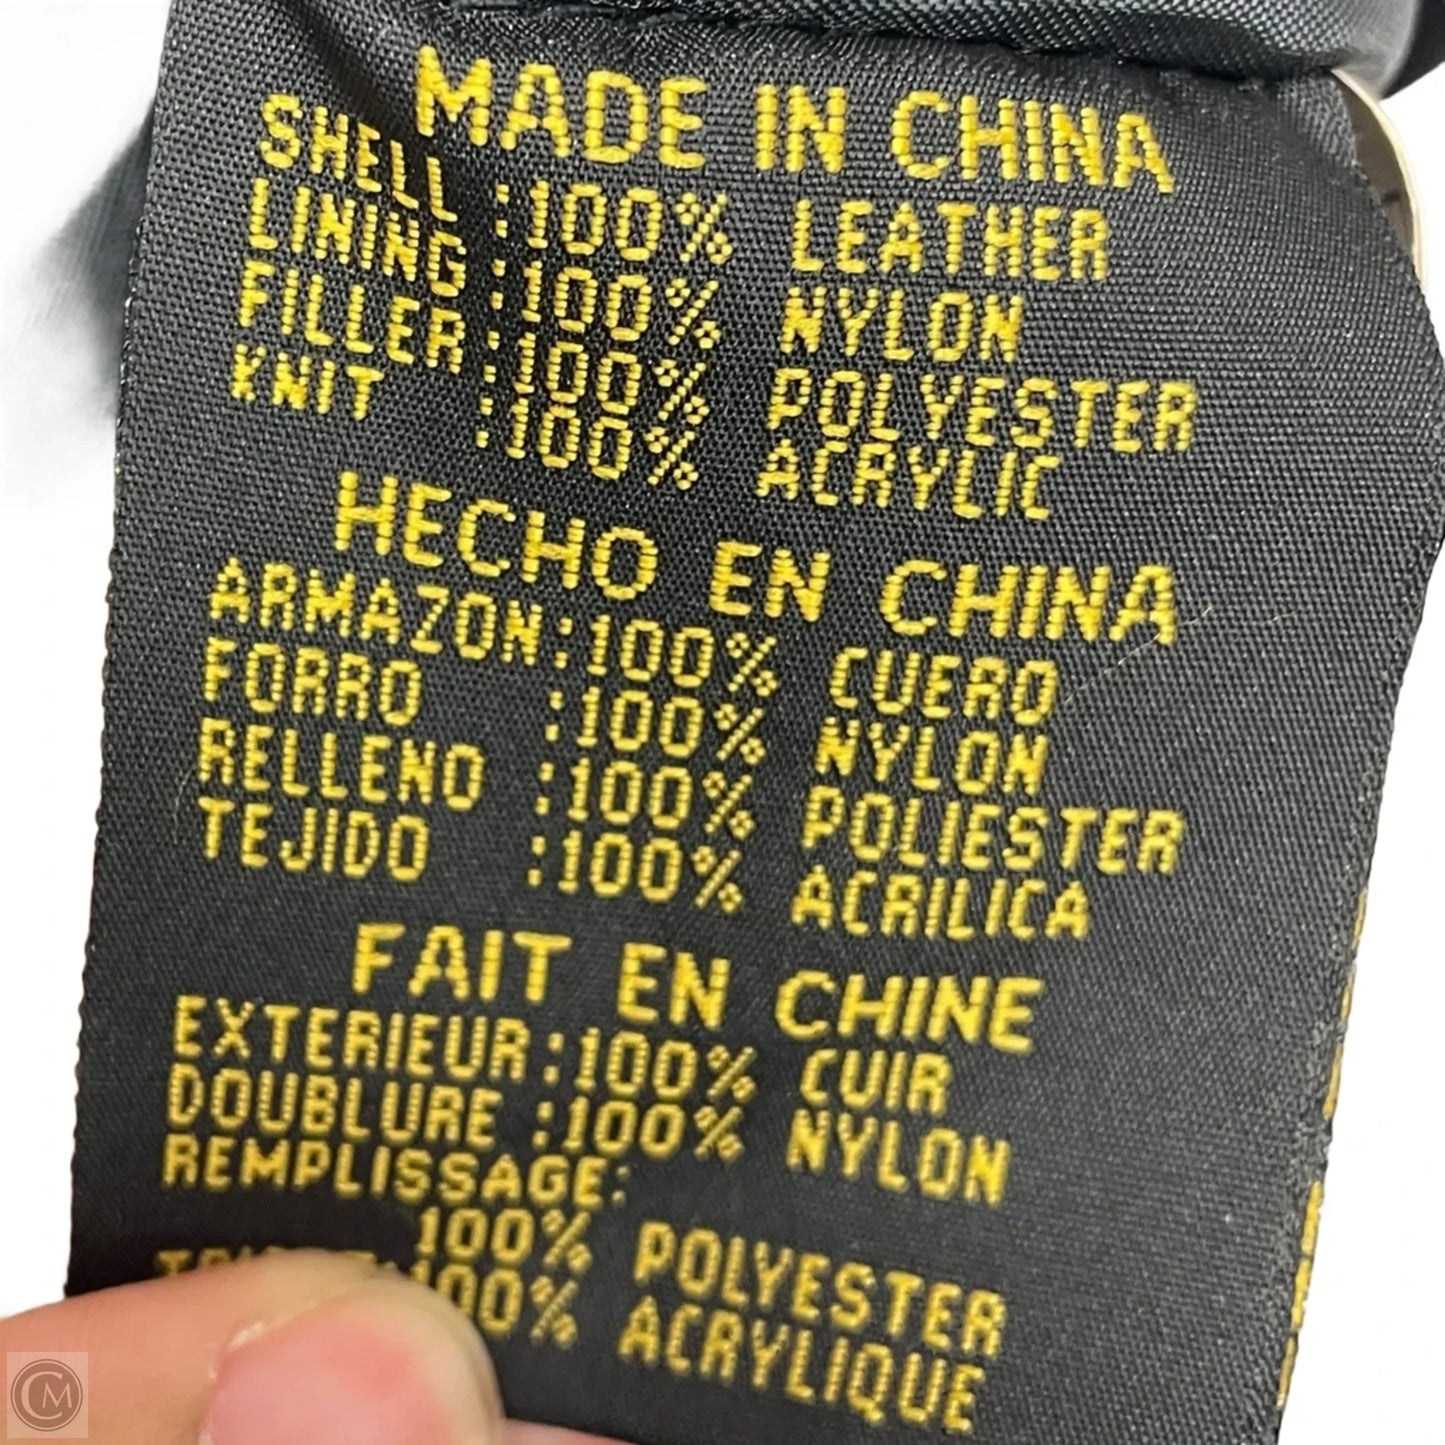 MADE IN CHINA
SHELL :100% LEATHER
LINING :100% NYLON
FILLER :100% POLYESTER
KNIT :100% ACRYLIC
HECHO EN CHINA
ARMAZON :100% CUERO
FORRO :100% NYLON
RELLENO :100% POLIESTER
TEJIDO :100% ACRILICA
FAIT EN CHINE
EXTERIEUR :100% CUIR
DOUBLURE :100% NYLON
REMPLISSAGE:
100% POLYESTER
:100% ACRYLIQUE
CM